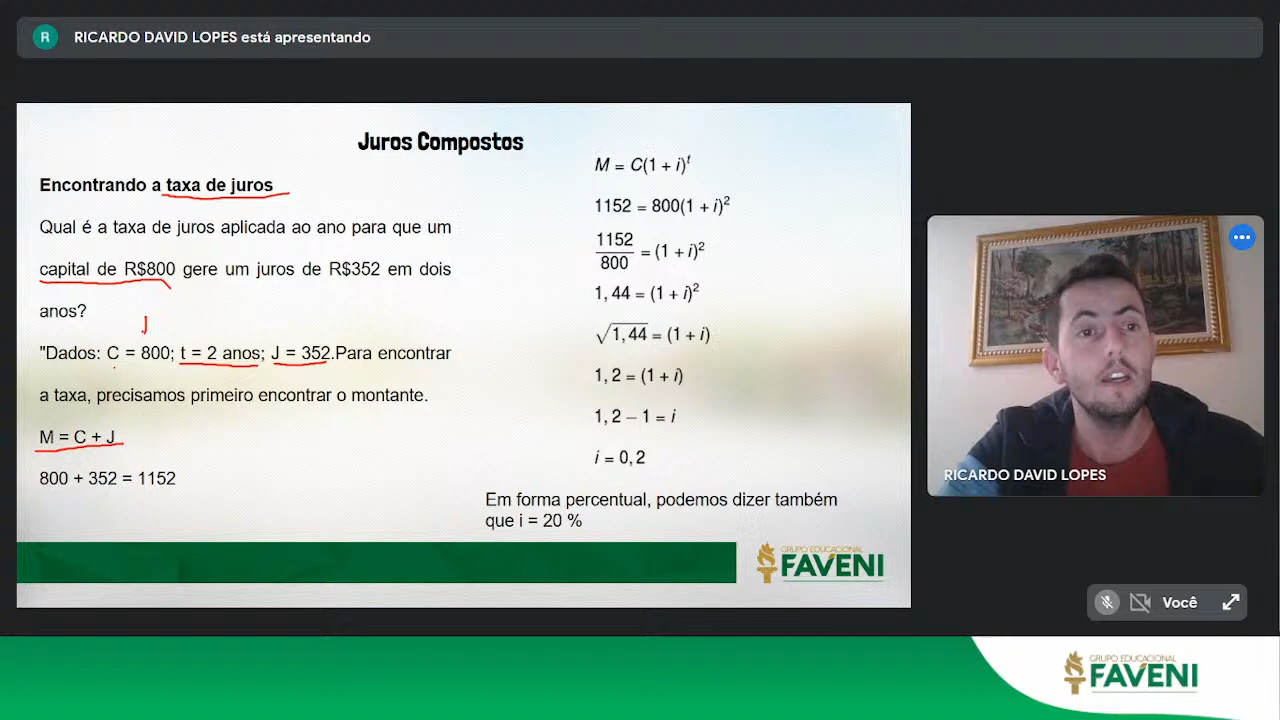 R
RICARDO DAVID LOPES está apresentando
Juros Compostos
Encontrando a taxa de juros
Qual é a taxa de juros aplicada ao ano para que um
capital de R$800 gere um juros de R$352 em dois
anos?
J
"Dados: C = 800; t = 2 anos; J = 352.Para encontrar
a taxa, precisamos primeiro encontrar o montante.
M = C + J
800 + 352 = 1152
M = C(1 + i)^t
1152 = 800(1 + i)²
1152
800
= (1 + i)²
1, 44 = (1 + i)²
√1, 44 = (1 + i)
1, 2 = (1 + i)
1, 2 − 1 = i
i = 0, 2
Em forma percentual, podemos dizer também
que i = 20 %
GRUPO EDUCACIONAL
FAVENI
RICARDO DAVID LOPES
Você
GRUPO EDUCACIONAL
FAVENI